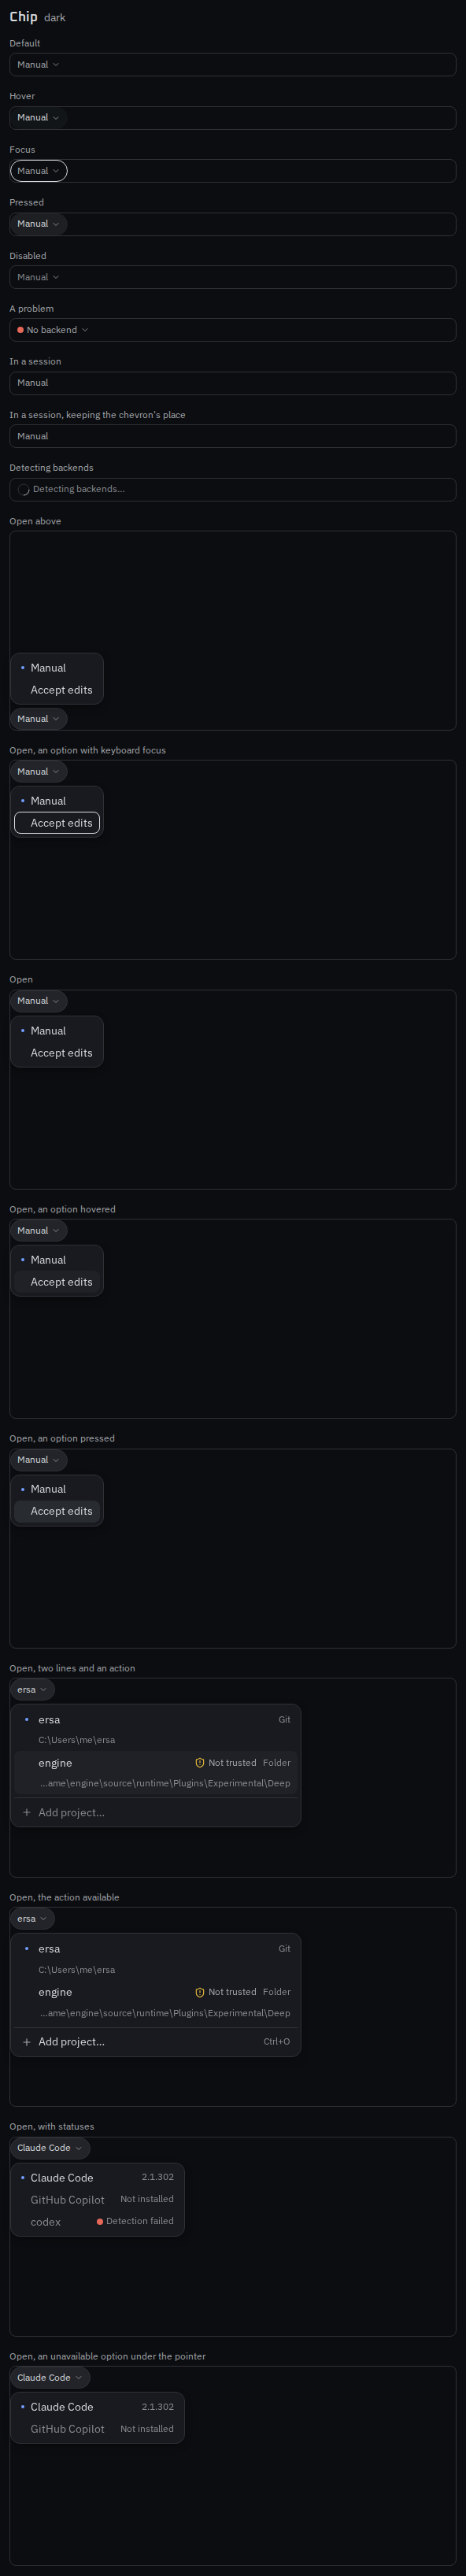 Chip dark
Default
Manual
Hover
Manual
Focus
Manual
Pressed
Manual
Disabled
Manual
A problem
No backend
In a session
Manual
In a session, keeping the chevron's place
Manual
Detecting backends
Detecting backends...
Open above
Manual
Accept edits
Manual
Open, an option with keyboard focus
Manual
Manual
Accept edits
Open
Manual
Manual
Accept edits
Open, an option hovered
Manual
Manual
Accept edits
Open, an option pressed
Manual
Manual
Accept edits
Open, two lines and an action
ersa
ersa Git
C:\Users\me\ersa
engine Not trusted Folder
...ame\engine\source\runtime\Plugins\Experimental\Deep
Add project...
Open, the action available
ersa
ersa Git
C:\Users\me\ersa
engine Not trusted Folder
...ame\engine\source\runtime\Plugins\Experimental\Deep
Add project... Ctrl+O
Open, with statuses
Claude Code
Claude Code 2.1.302
GitHub Copilot Not installed
codex Detection failed
Open, an unavailable option under the pointer
Claude Code
Claude Code 2.1.302
GitHub Copilot Not installed